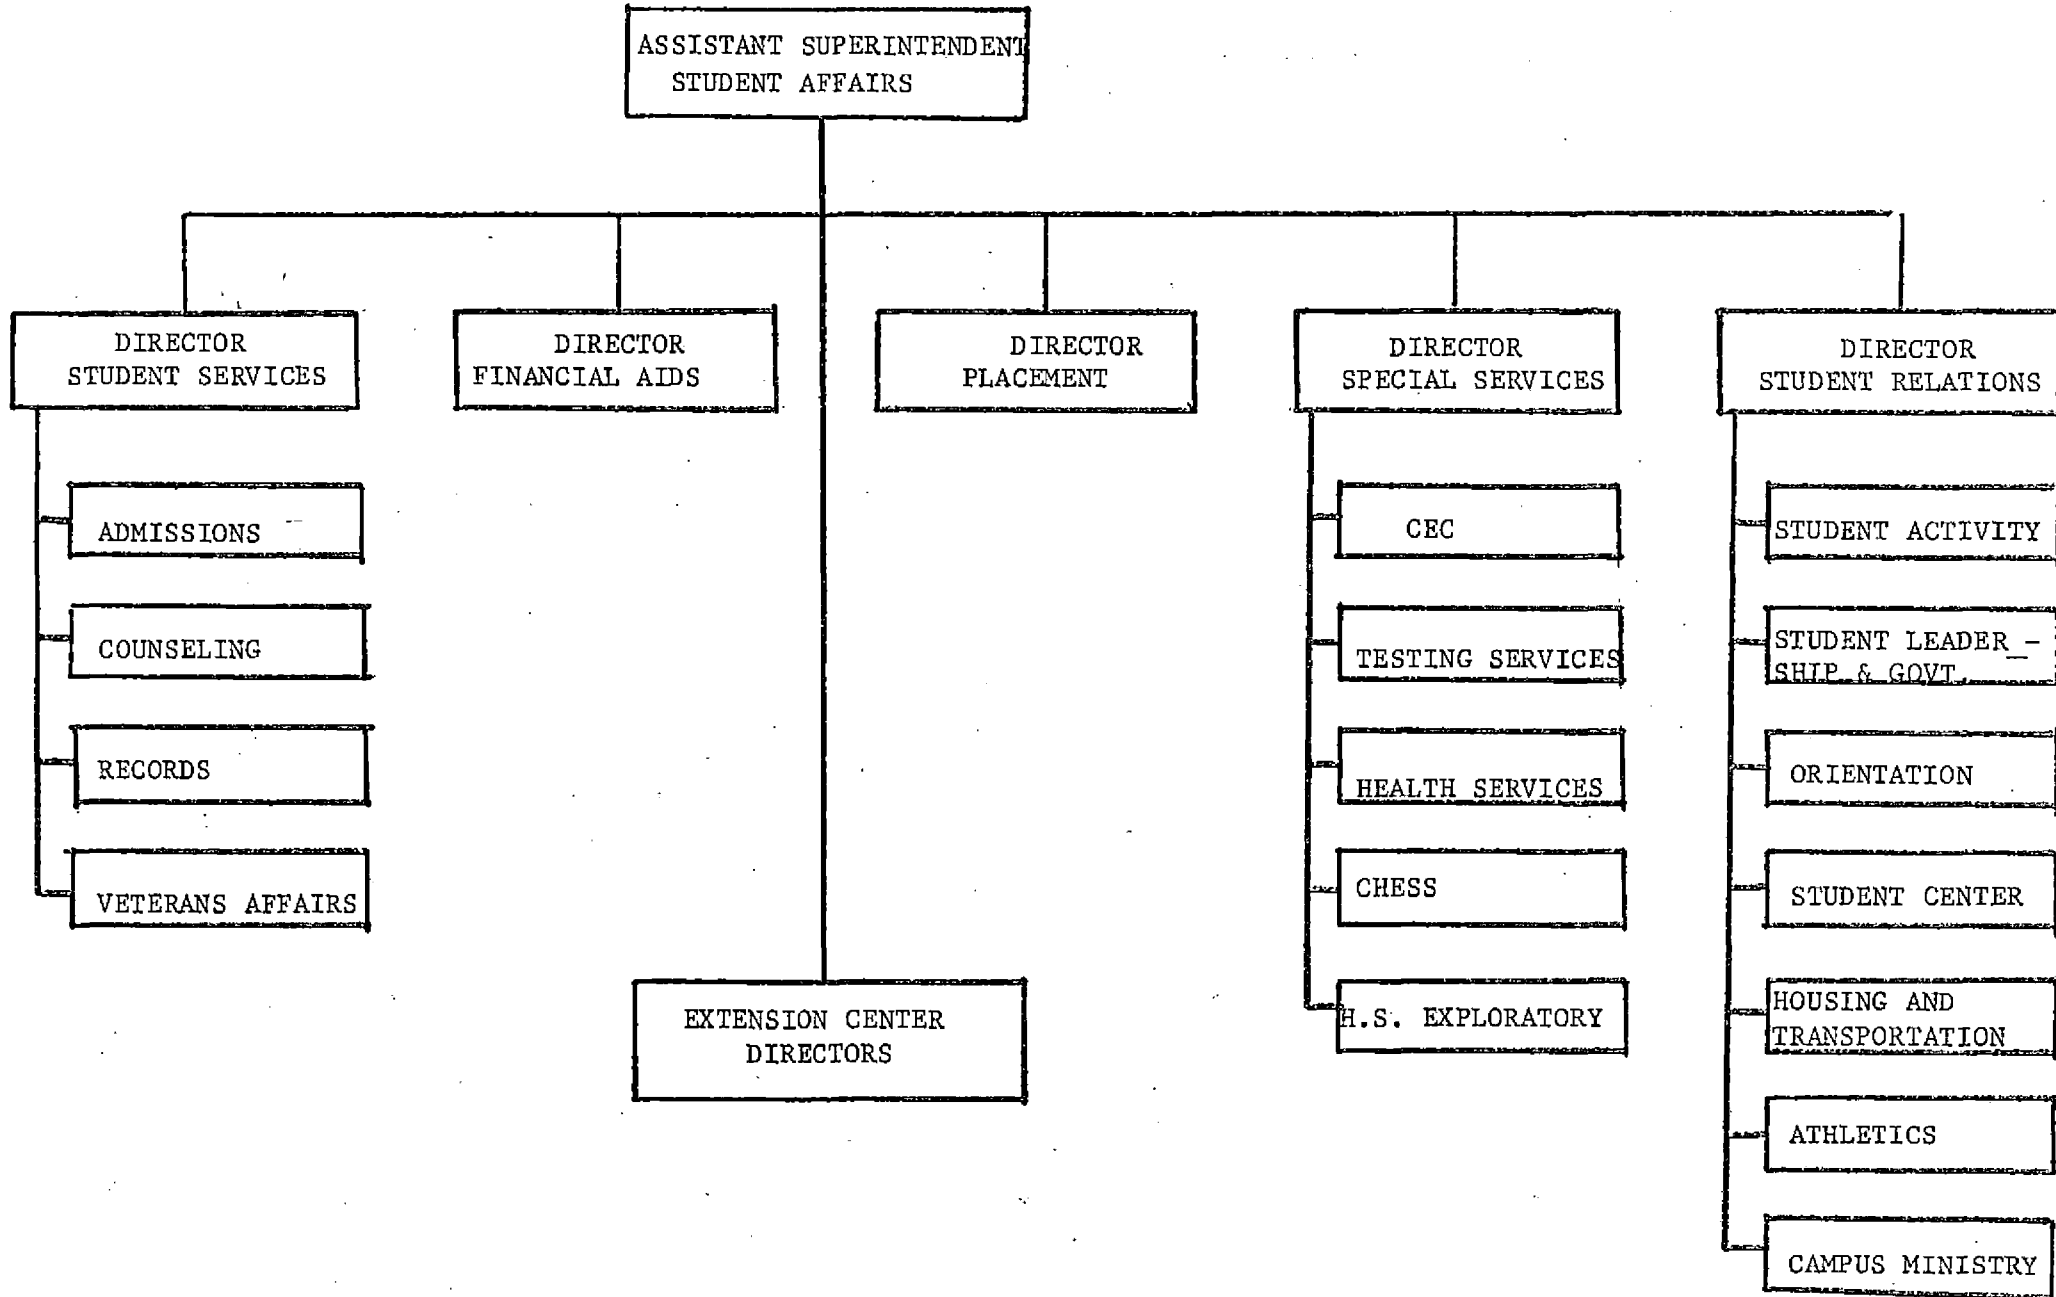 ASSISTANT SUPERINTENDENT
STUDENT AFFAIRS
DIRECTOR
STUDENT SERVICES
DIRECTOR
FINANCIAL AIDS
DIRECTOR
PLACEMENT
DIRECTOR
SPECIAL SERVICES
DIRECTOR
STUDENT RELATIONS
ADMISSIONS
COUNSELING
RECORDS
VETERANS AFFAIRS
EXTENSION CENTER
DIRECTORS
CEC
TESTING SERVICES
HEALTH SERVICES
CHESS
H.S. EXPLORATORY
STUDENT ACTIVITY
STUDENT LEADER -
SHIP & GOVT.
ORIENTATION
STUDENT CENTER
HOUSING AND
TRANSPORTATION
ATHLETICS
CAMPUS MINISTRY